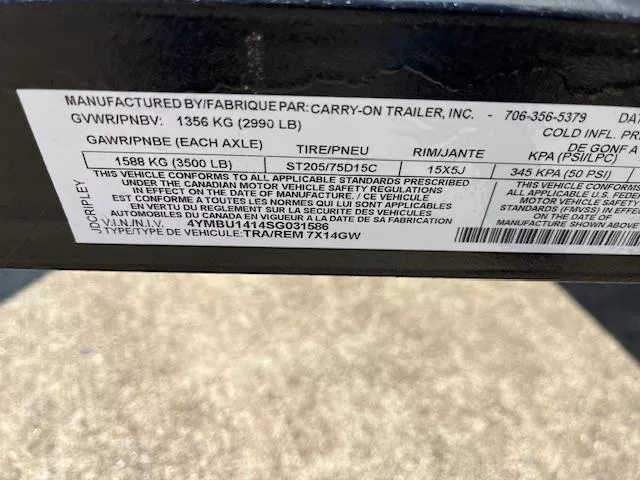 MANUFACTURED BY/FABRIQUE PAR: CARRY-ON TRAILER, INC. - 706-356-5379 DAT
GVWR/PNBV: 1356 KG (2990 LB) COLD INFL. PR
GAWR/PNBE (EACH AXLE) TIRE/PNEU RIM/JANTE DE GONF A
KPA (PSI/LPC)
1588 KG (3500 LB) ST205/75D15C 15X5J 345 KPA (50 PSI)
THIS VEHICLE CONFORMS TO ALL APPLICABLE STANDARDS PRESCRIBED
UNDER THE CANADIAN MOTOR VEHICLE SAFETY REGULATIONS
IN EFFECT ON THE DATE OF MANUFACTURE. / CE VEHICULE EST
CONFORME A TOUTES LES NORMES QUI LUI SONT APPLICABLES
EN VERTU DU REGLEMENT SUR LA SECURITE DES VEHICULES
AUTOMOBILES DU CANADA EN VIGUEUR A LA DATE DE SA FABRICATION
V.I.N./N.I.V. 4YMBU1414SG031586
TYPE/TYPE DE VEHICULE: TRA/REM 7X14GW
JDCRIPLEY
THIS VEHICLE CONFORMS TO
ALL APPLICABLE U.S. FEDERA
STANDARDS (FMVSS) IN EFFE
ON THE DATE OF
MANUFACTURE SHOWN ABOVE